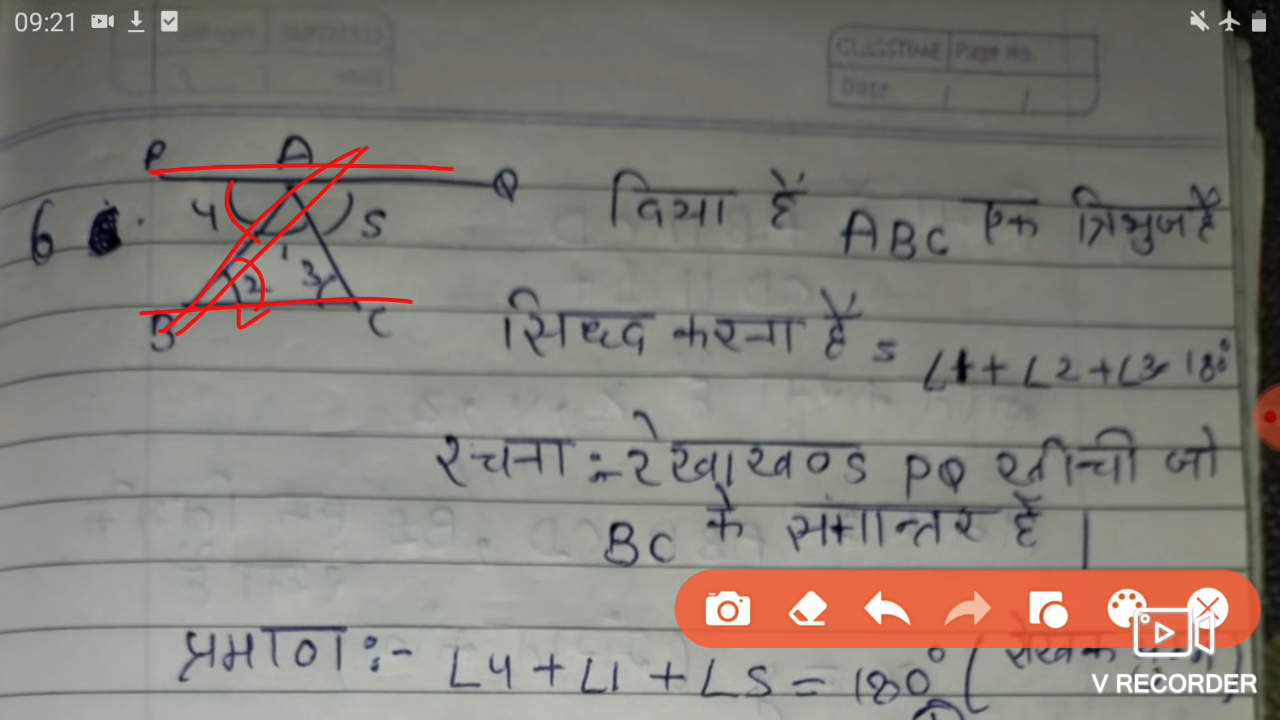 09:21
CLASSTIME Page No.
Date
P A Q
6 4 5
1
2 3
B C
दिया हैं ABC एक त्रिभुज हैं
सिध्द करना हैं = ∠1 + ∠2 + ∠3 = 180°
रचना :- रेखाखण्ड PQ खींची जो
BC के समान्तर हैं |
प्रमाण :- ∠4 + ∠1 + ∠5 = 180° (
V RECORDER